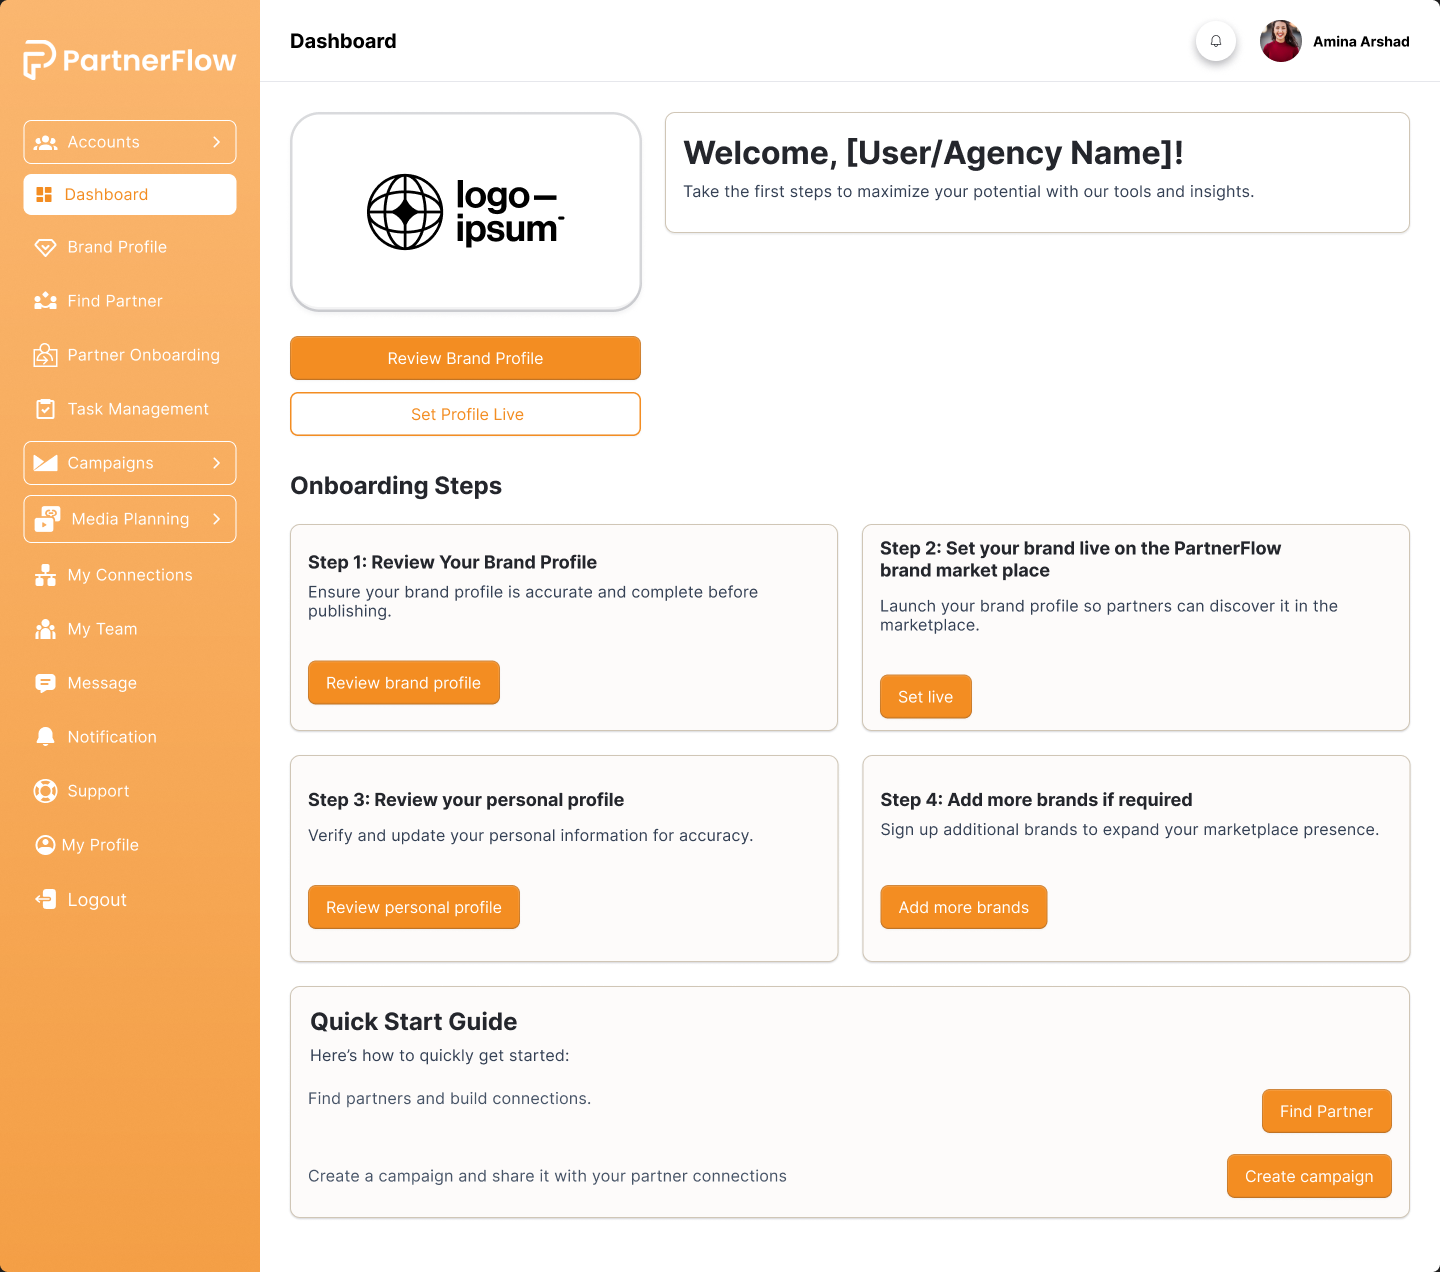 PartnerFlow
Accounts
Dashboard
Brand Profile
Find Partner
Partner Onboarding
Task Management
Campaigns
Media Planning
My Connections
My Team
Message
Notification
Support
My Profile
Logout
Dashboard
Amina Arshad
logo—
ipsum
Welcome, [User/Agency Name]!
Take the first steps to maximize your potential with our tools and insights.
Review Brand Profile
Set Profile Live
Onboarding Steps
Step 1: Review Your Brand Profile
Ensure your brand profile is accurate and complete before
publishing.
Review brand profile
Step 2: Set your brand live on the PartnerFlow
brand market place
Launch your brand profile so partners can discover it in the
marketplace.
Set live
Step 3: Review your personal profile
Verify and update your personal information for accuracy.
Review personal profile
Step 4: Add more brands if required
Sign up additional brands to expand your marketplace presence.
Add more brands
Quick Start Guide
Here’s how to quickly get started:
Find partners and build connections.
Find Partner
Create a campaign and share it with your partner connections
Create campaign